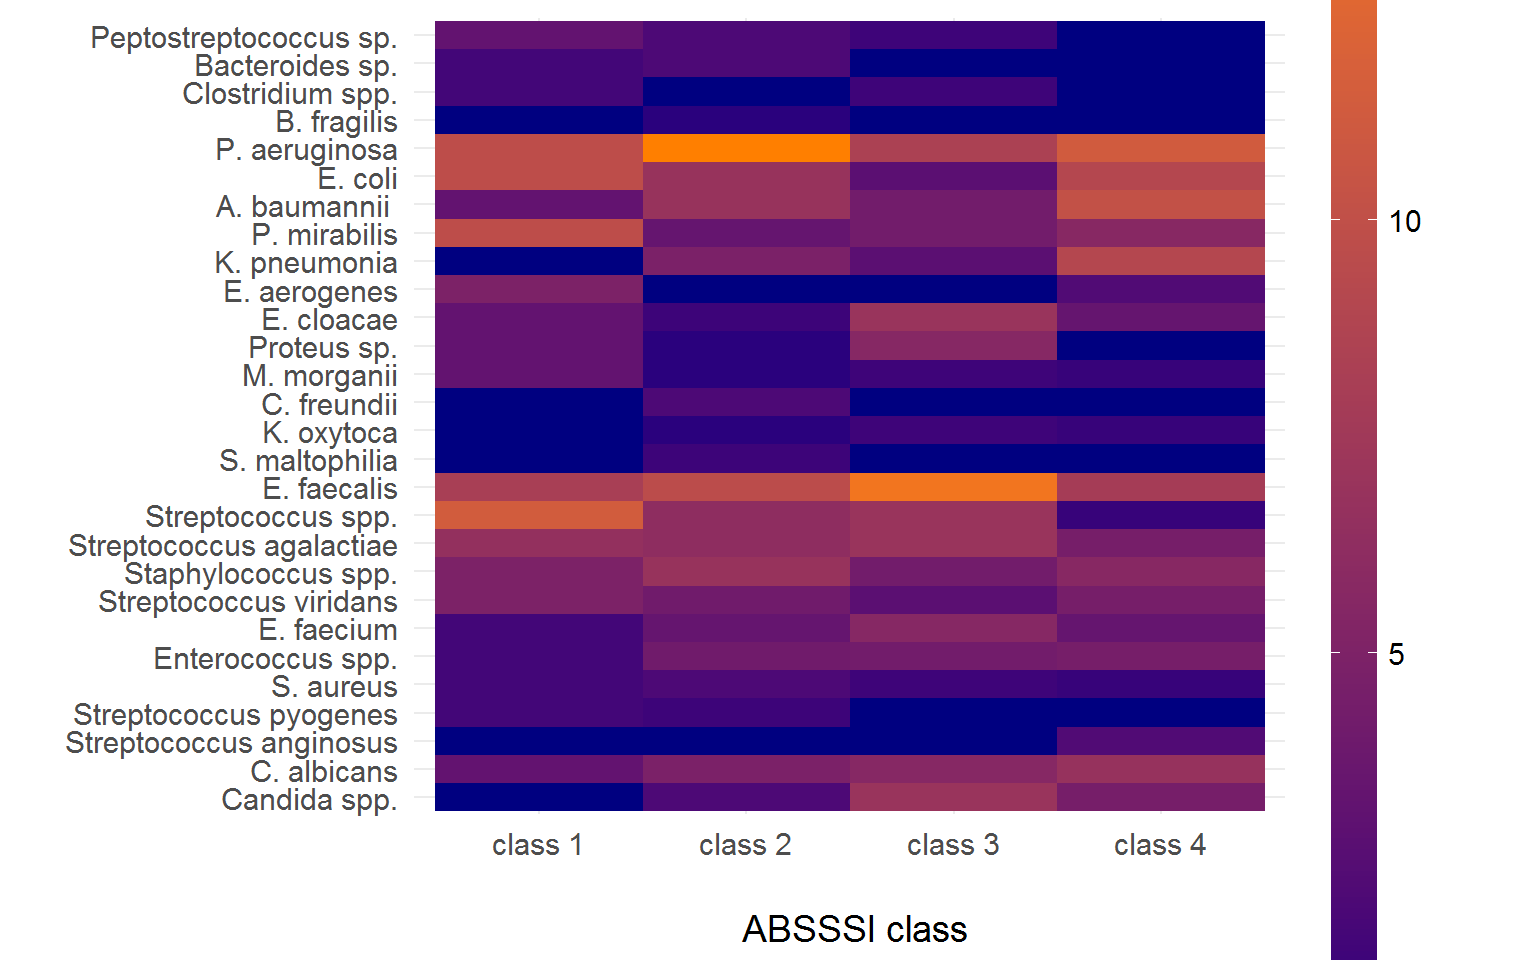 Peptostreptococcus sp.
Bacteroides sp.
Clostridium spp.
B. fragilis
P. aeruginosa
E. coli
A. baumannii
P. mirabilis
K. pneumonia
E. aerogenes
E. cloacae
Proteus sp.
M. morganii
C. freundii
K. oxytoca
S. maltophilia
E. faecalis
Streptococcus spp.
Streptococcus agalactiae
Staphylococcus spp.
Streptococcus viridans
E. faecium
Enterococcus spp.
S. aureus
Streptococcus pyogenes
Streptococcus anginosus
C. albicans
Candida spp.
class 1 class 2 class 3 class 4
ABSSSI class
10
5